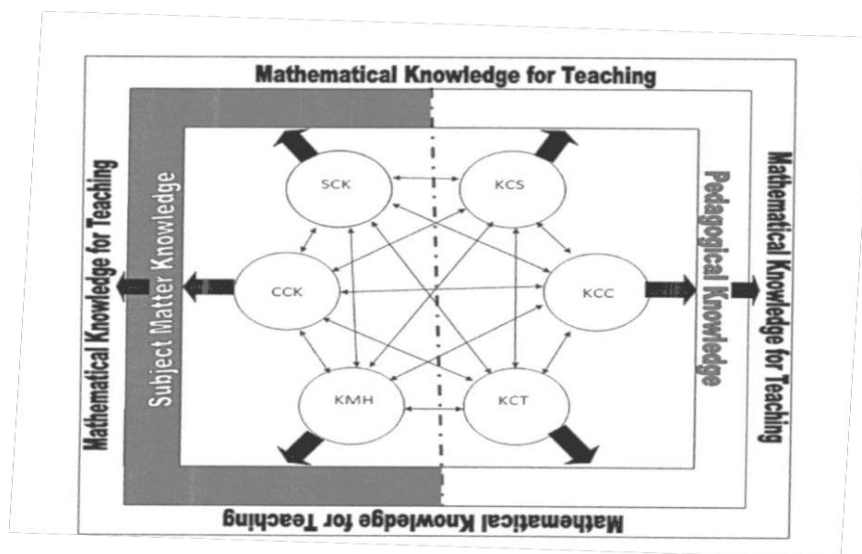 Mathematical Knowledge for Teaching
Mathematical Knowledge for Teaching
Subject Matter Knowledge
SCK
KCS
CCK
KCC
KMH
KCT
Pedagogical Knowledge
Mathematical Knowledge for Teaching
Mathematical Knowledge for Teaching